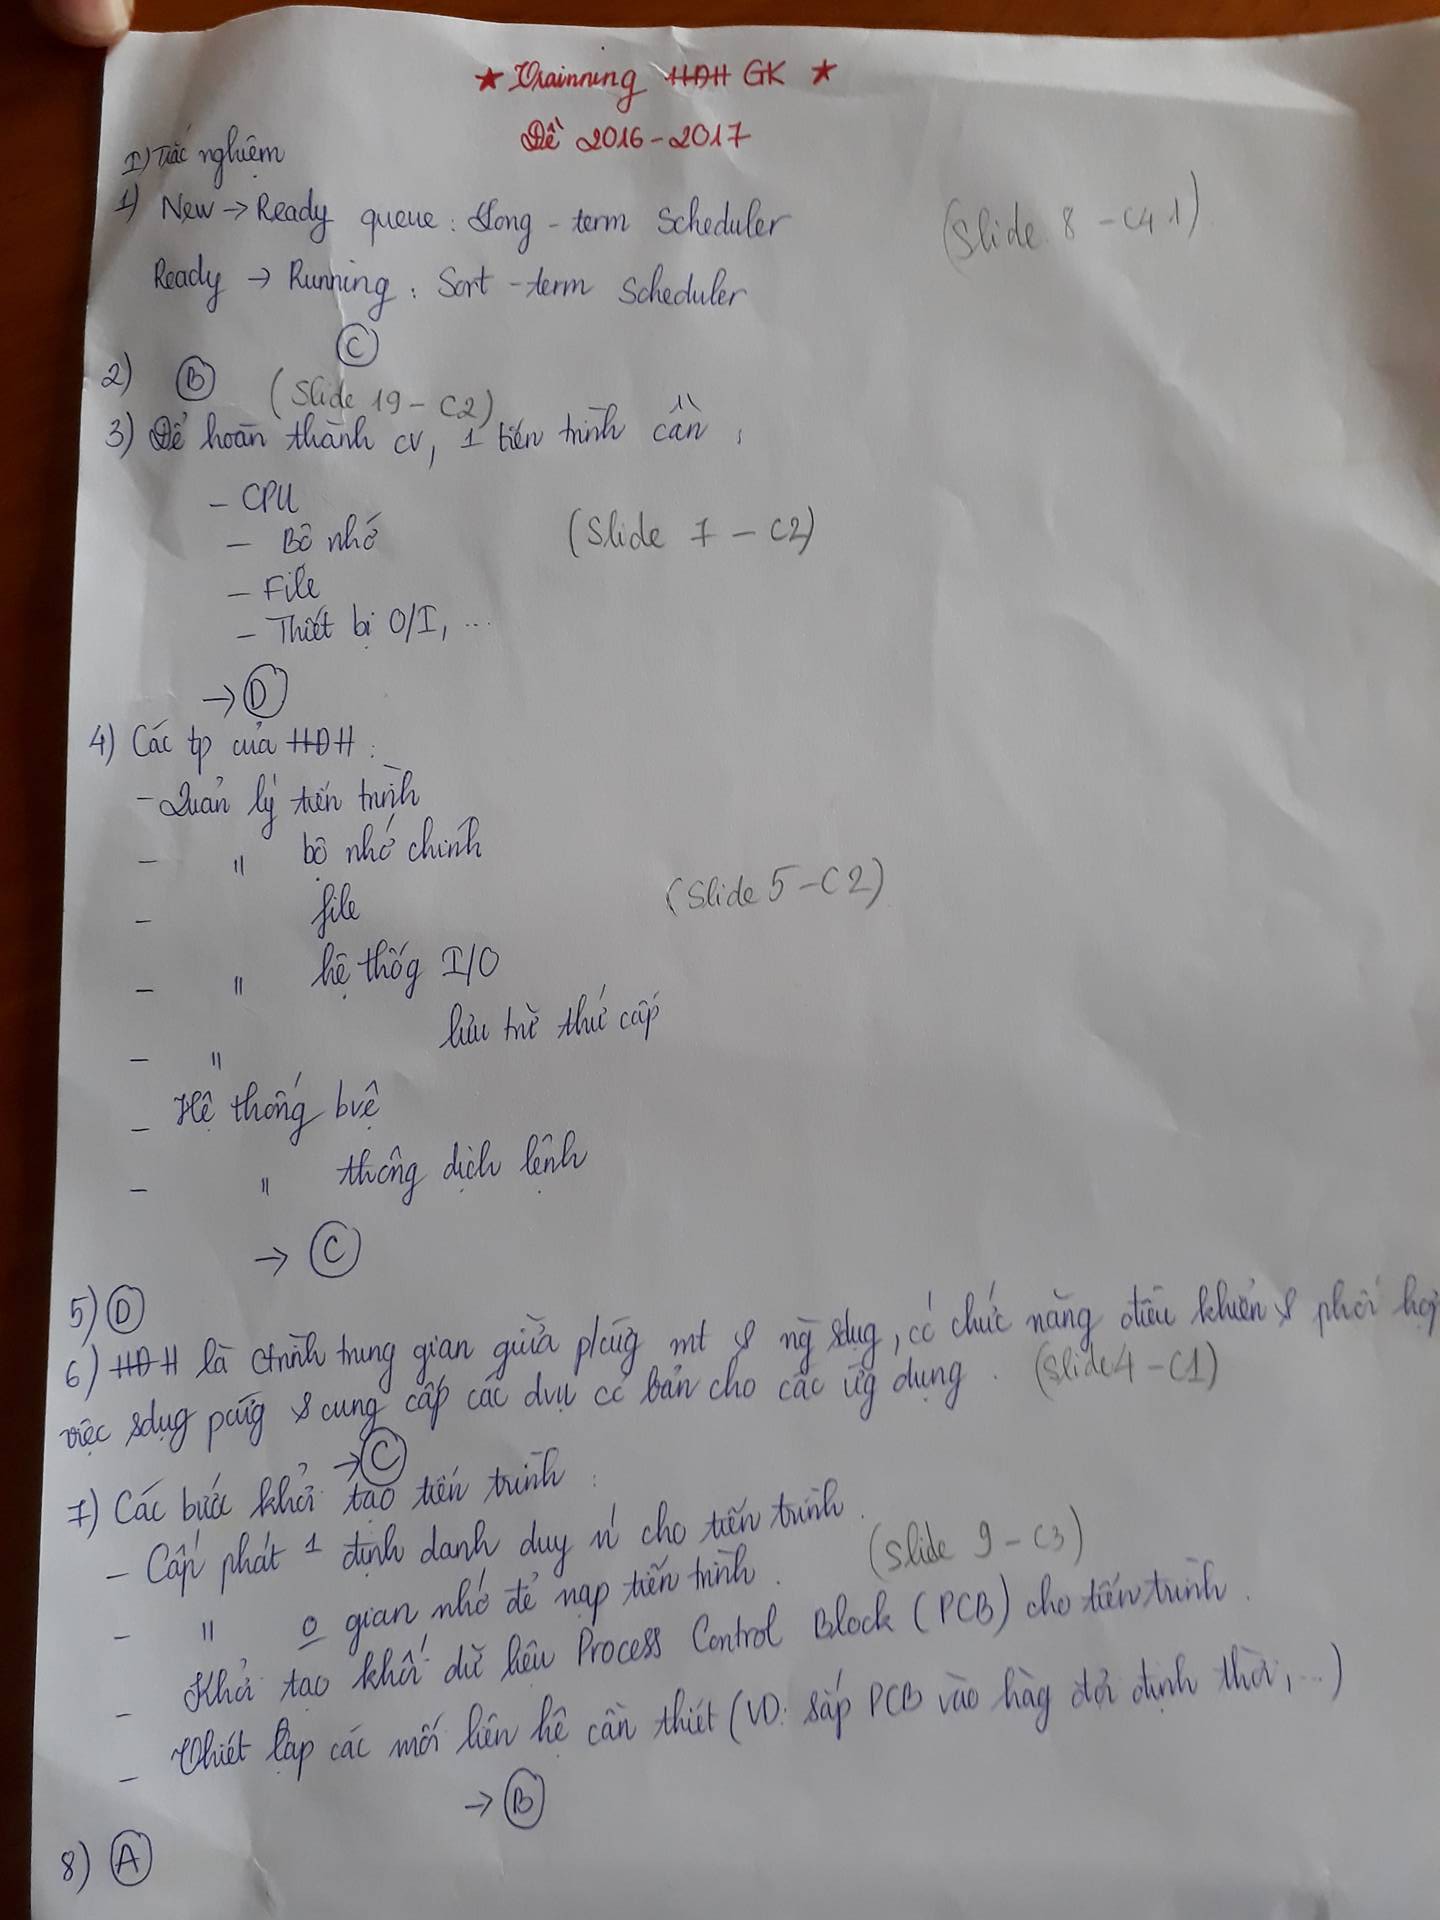 ★ Trainning HĐH GK ★
Đề 2016-2017
I) Trắc nghiệm
1) New → Ready queue : Long - term Scheduler (Slide 8 - C4.1)
Ready → Running : Sort - term Scheduler
Ⓒ
2) Ⓑ (Slide 19 - C2)
3) Để hoàn thành cv, 1 tiến trình cần :
- CPU
- Bộ nhớ (Slide 7 - C2)
- File
- Thiết bị O/I, ...
→ Ⓓ
4) Các tp của HĐH :
- Quản lý tiến trình
- " bộ nhớ chính
- file (Slide 5 - C2)
- " hệ thốg I/O
- " lưu trữ thứ cấp
- Hệ thống bvệ
- " thông dịch lệnh
→ Ⓒ
5) Ⓓ
6) HĐH là ctrình trung gian giữa p/cứg mt & ng sdụg, có chức năng điều khiển & phối hợp
việc sdụg pcứg & cung cấp các dvụ cơ bản cho các ứg dụng . (Slide 4 - C1)
→ Ⓒ
7) Các bước khởi tạo tiến trình :
- Cấp phát 1 định danh duy ní cho tiến trình .
- " o gian nhớ để nạp tiến trình . (Slide 9 - C3)
- Khởi tạo khối dữ liệu Process Control Block (PCB) cho tiến trình .
- Thiết lập các mối liên hệ cần thiết (VD: sắp PCB vào hàg đợi định thời, ...)
→ Ⓑ
8) Ⓐ